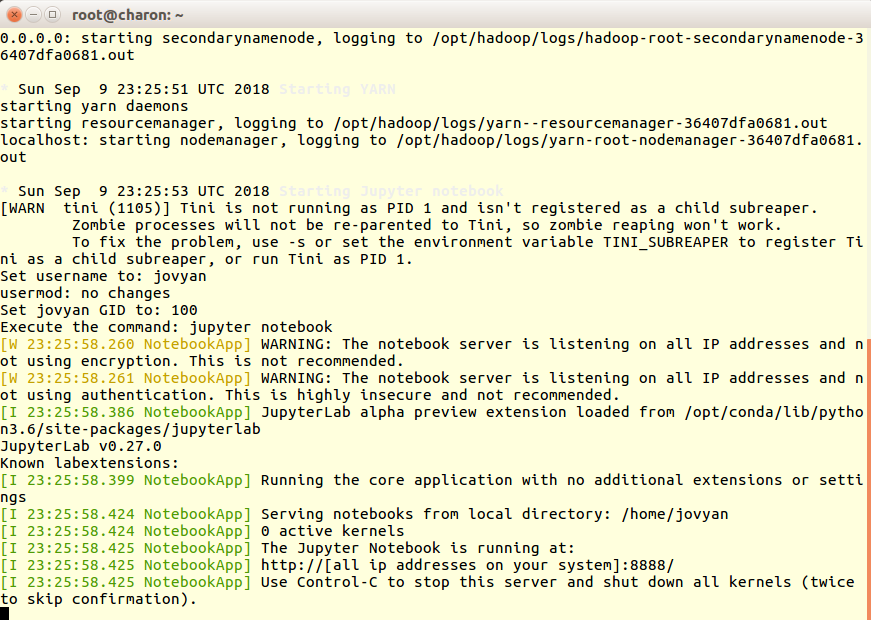 root@charon: ~
0.0.0.0: starting secondarynamenode, logging to /opt/hadoop/logs/hadoop-root-secondarynamenode-3
6407dfa0681.out
* Sun Sep  9 23:25:51 UTC 2018 Starting YARN
starting yarn daemons
starting resourcemanager, logging to /opt/hadoop/logs/yarn--resourcemanager-36407dfa0681.out
localhost: starting nodemanager, logging to /opt/hadoop/logs/yarn-root-nodemanager-36407dfa0681.
out
* Sun Sep  9 23:25:53 UTC 2018 Starting Jupyter notebook
[WARN  tini (1105)] Tini is not running as PID 1 and isn't registered as a child subreaper.
        Zombie processes will not be re-parented to Tini, so zombie reaping won't work.
        To fix the problem, use -s or set the environment variable TINI_SUBREAPER to register Ti
ni as a child subreaper, or run Tini as PID 1.
Set username to: jovyan
usermod: no changes
Set jovyan GID to: 100
Execute the command: jupyter notebook
[W 23:25:58.260 NotebookApp] WARNING: The notebook server is listening on all IP addresses and n
ot using encryption. This is not recommended.
[W 23:25:58.261 NotebookApp] WARNING: The notebook server is listening on all IP addresses and n
ot using authentication. This is highly insecure and not recommended.
[I 23:25:58.386 NotebookApp] JupyterLab alpha preview extension loaded from /opt/conda/lib/pytho
n3.6/site-packages/jupyterlab
JupyterLab v0.27.0
Known labextensions:
[I 23:25:58.399 NotebookApp] Running the core application with no additional extensions or setti
ngs
[I 23:25:58.424 NotebookApp] Serving notebooks from local directory: /home/jovyan
[I 23:25:58.424 NotebookApp] 0 active kernels
[I 23:25:58.425 NotebookApp] The Jupyter Notebook is running at:
[I 23:25:58.425 NotebookApp] http://[all ip addresses on your system]:8888/
[I 23:25:58.425 NotebookApp] Use Control-C to stop this server and shut down all kernels (twice
to skip confirmation).